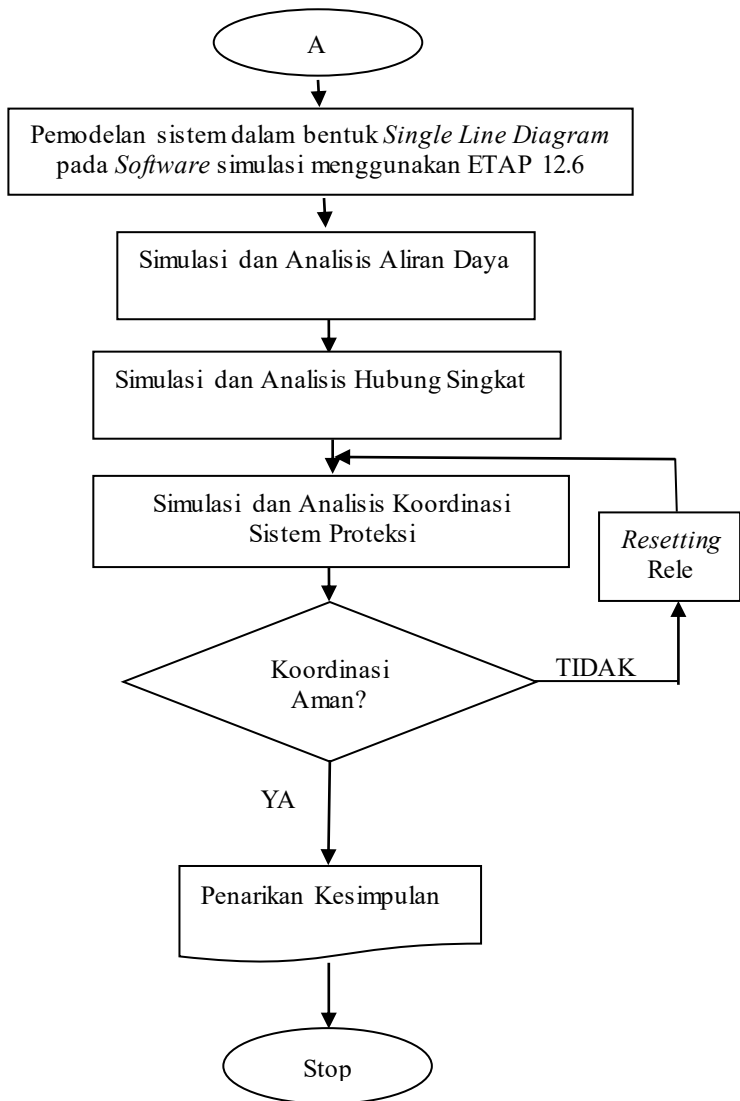 A
Pemodelan sistem dalam bentuk Single Line Diagram
pada Software simulasi menggunakan ETAP 12.6
Simulasi dan Analisis Aliran Daya
Simulasi dan Analisis Hubung Singkat
Simulasi dan Analisis Koordinasi
Sistem Proteksi
Resetting
Rele
Koordinasi
Aman?
TIDAK
YA
Penarikan Kesimpulan
Stop